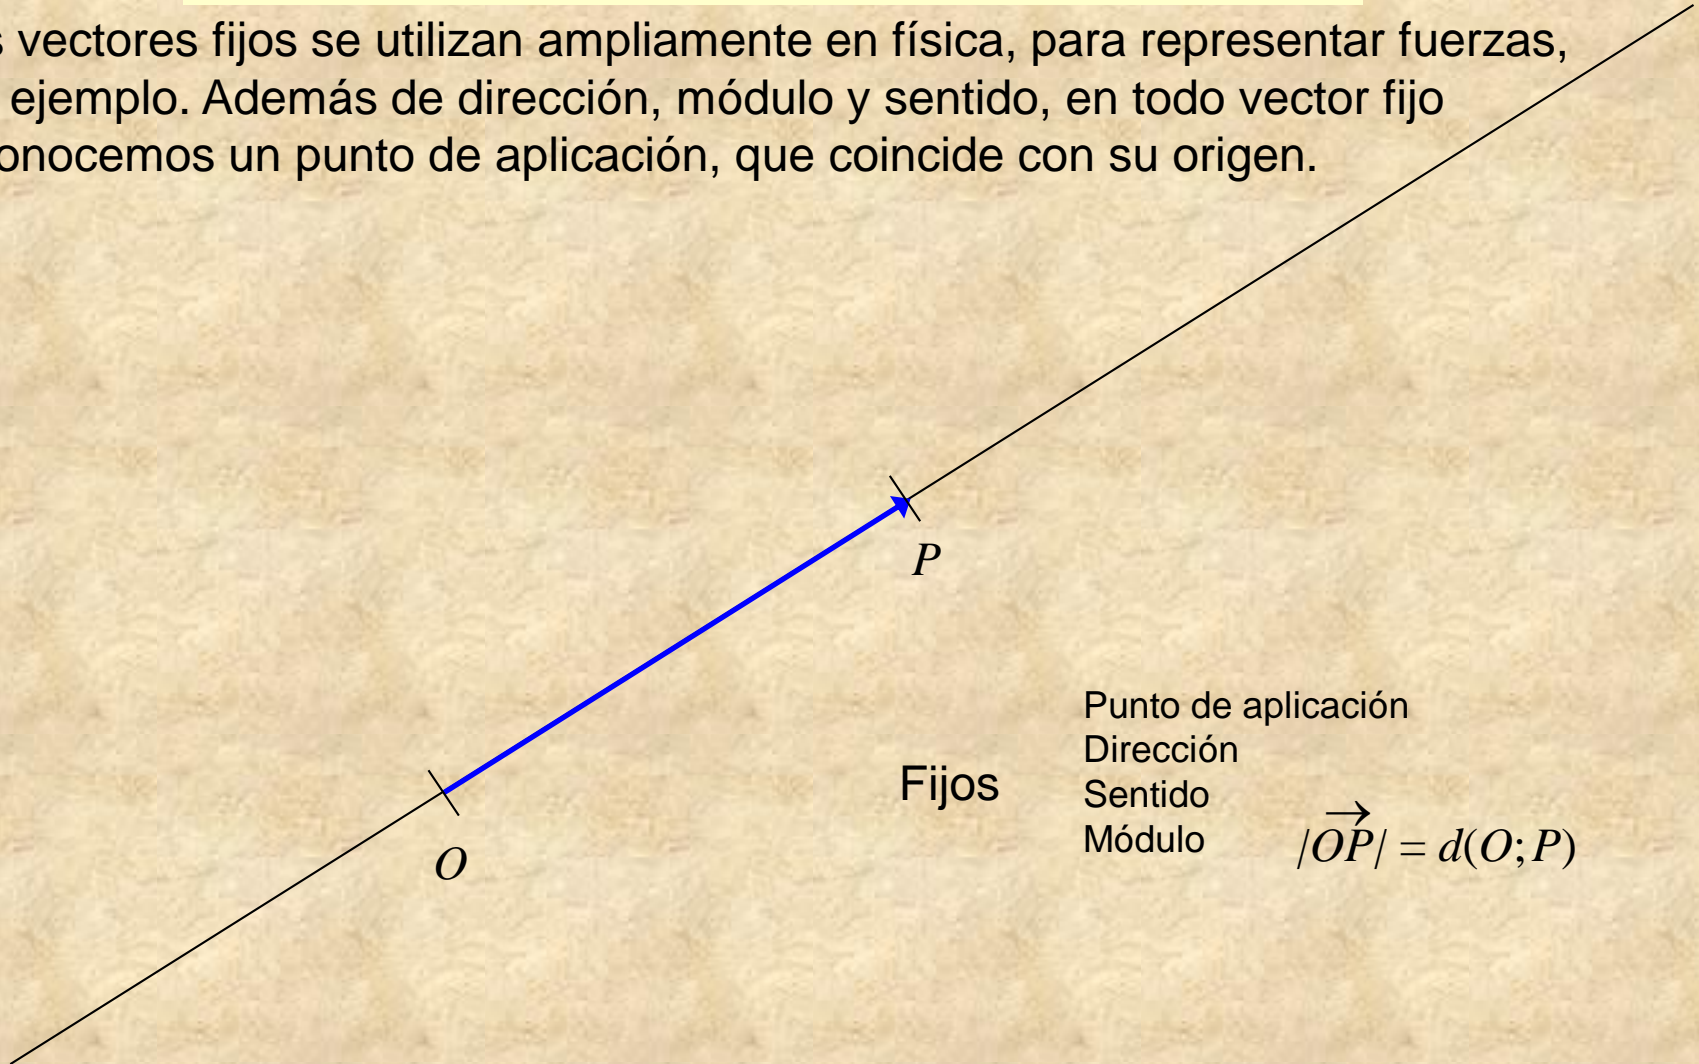 s vectores fijos se utilizan ampliamente en física, para representar fuerzas,
ejemplo. Además de dirección, módulo y sentido, en todo vector fijo
onocemos un punto de aplicación, que coincide con su origen.
P
O
Fijos
Punto de aplicación
Dirección
Sentido
Módulo
|\overrightarrow{OP}| = d(O; P)